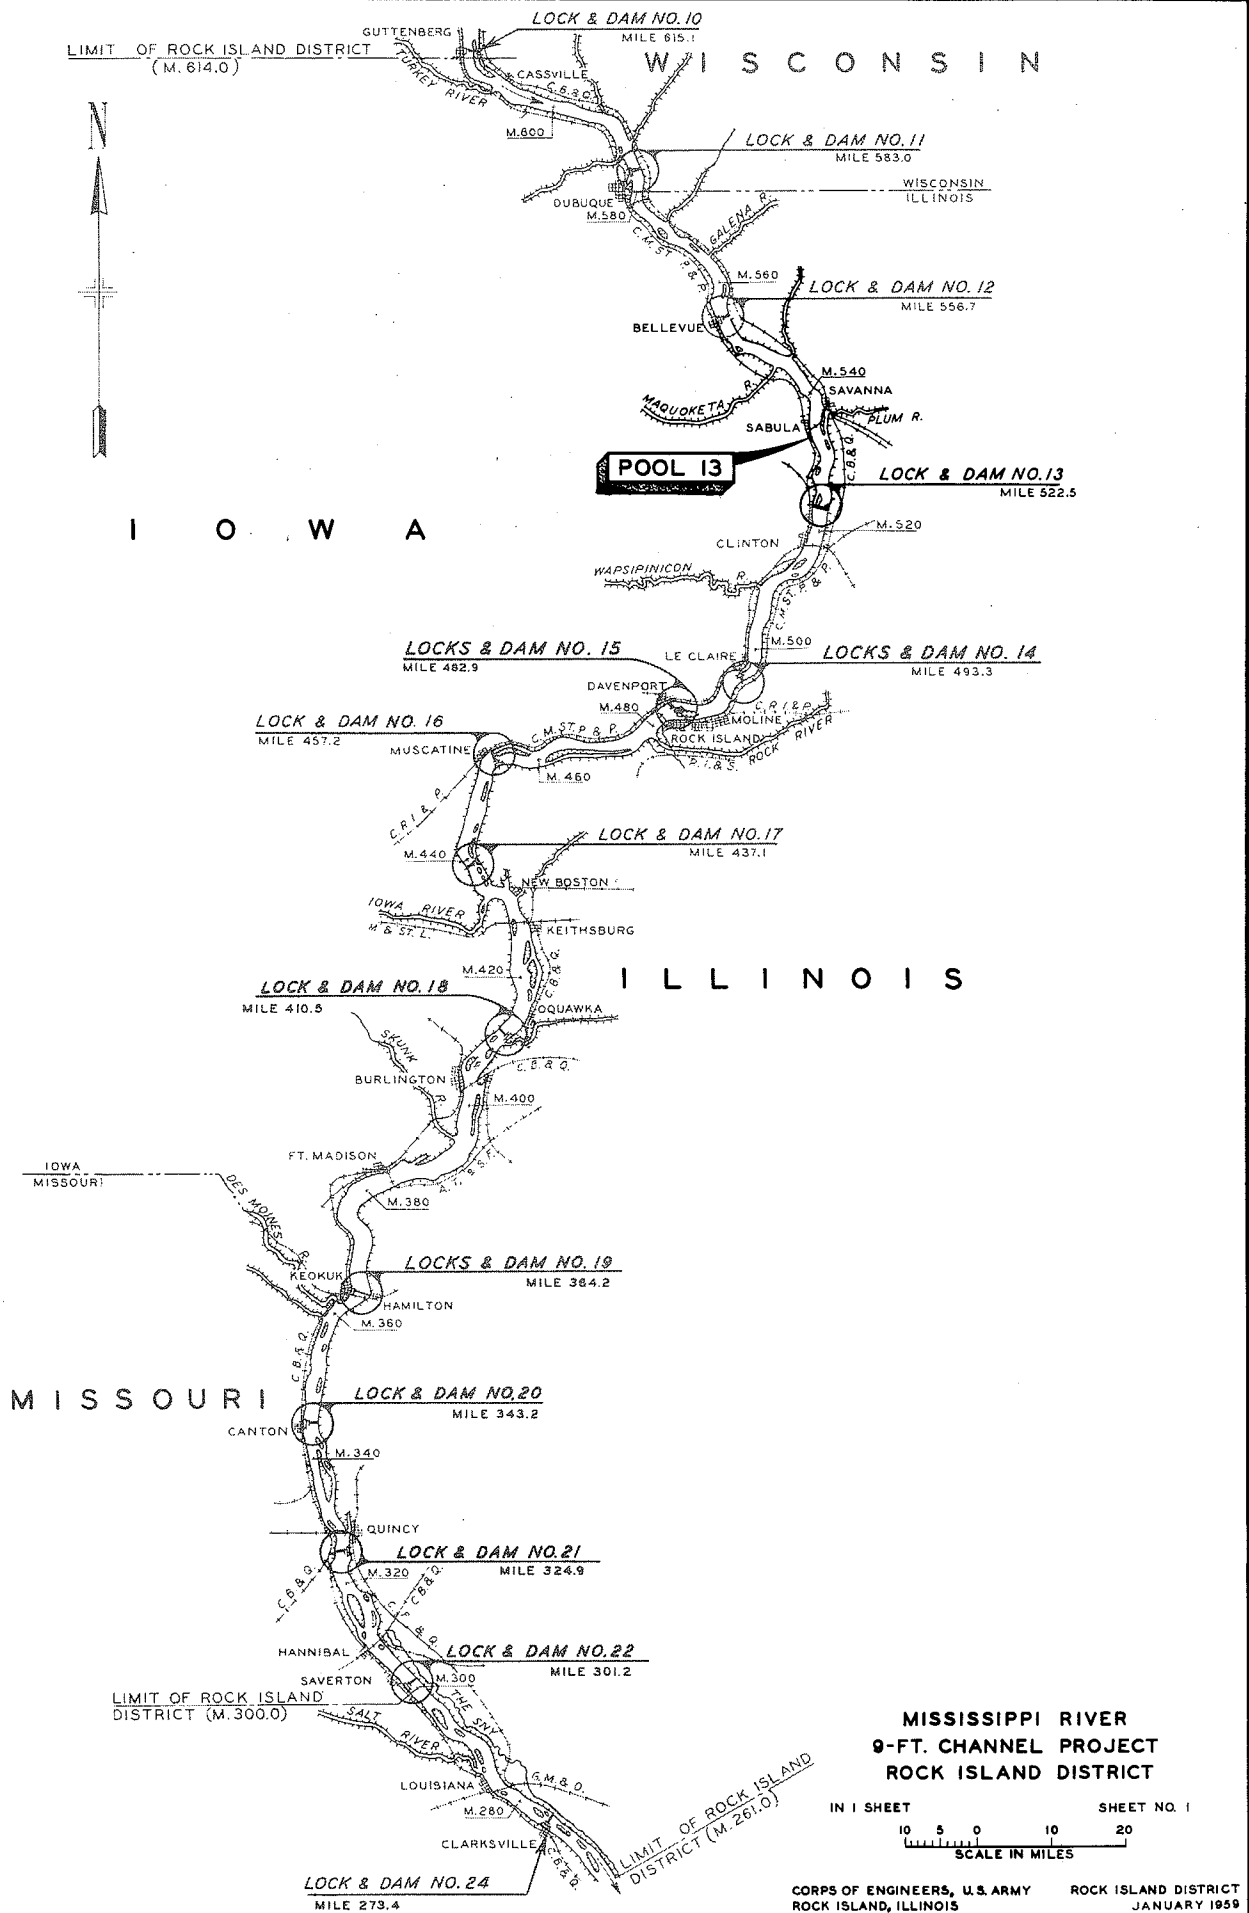 LOCK & DAM NO. 10
MILE 615.1
GUTTENBERG
LIMIT OF ROCK ISLAND DISTRICT
(M. 614.0)
WISCONSIN
TURKEY RIVER
CASSVILLE
C.B.& Q.
M.600
N
LOCK & DAM NO. 11
MILE 583.0
WISCONSIN
ILLINOIS
DUBUQUE
M.580
GALENA R.
C.M.ST. P. & P.
M.560
LOCK & DAM NO. 12
MILE 556.7
BELLEVUE
M.540
SAVANNA
MAQUOKETA R.
PLUM R.
SABULA
C.B.& Q.
POOL 13
LOCK & DAM NO. 13
MILE 522.5
IOWA
M.520
CLINTON
WAPSIPINICON R.
C.M.ST. P. & P.
M.500
LOCKS & DAM NO. 15
MILE 482.9
LE CLAIRE
LOCKS & DAM NO. 14
MILE 493.3
DAVENPORT
M.480
C.R.I.& P.
MOLINE
LOCK & DAM NO. 16
MILE 457.2
C.M.ST.P & P.
ROCK ISLAND
ROCK RIVER
MUSCATINE
R.I.& S.
M.460
C.R.I & P.
LOCK & DAM NO. 17
MILE 437.1
M.440
NEW BOSTON
IOWA RIVER
M & ST. L.
KEITHSBURG
M.420
C.B.& Q.
ILLINOIS
LOCK & DAM NO. 18
MILE 410.5
OQUAWKA
SKUNK R.
C.B.& Q.
BURLINGTON
M.400
FT. MADISON
A.T. & S.F.
IOWA
MISSOURI
DES MOINES R.
M.380
LOCKS & DAM NO. 19
MILE 364.2
KEOKUK
HAMILTON
M.360
C.B.& Q.
MISSOURI
LOCK & DAM NO. 20
MILE 343.2
CANTON
M.340
QUINCY
LOCK & DAM NO. 21
MILE 324.9
M.320
C.B.& Q.
C.B.& Q.
C. P. & Q.
HANNIBAL
LOCK & DAM NO. 22
MILE 301.2
SAVERTON
M.300
LIMIT OF ROCK ISLAND
DISTRICT (M.300.0)
THE SNY
SALT RIVER
LOUISIANA
G.M.& O.
M.280
CLARKSVILLE
C.B.& Q.
LIMIT OF ROCK ISLAND
DISTRICT (M.261.0)
LOCK & DAM NO. 24
MILE 273.4
MISSISSIPPI RIVER
9-FT. CHANNEL PROJECT
ROCK ISLAND DISTRICT
IN 1 SHEET SHEET NO. 1
10 5 0 10 20
SCALE IN MILES
CORPS OF ENGINEERS, U.S. ARMY ROCK ISLAND DISTRICT
ROCK ISLAND, ILLINOIS JANUARY 1959